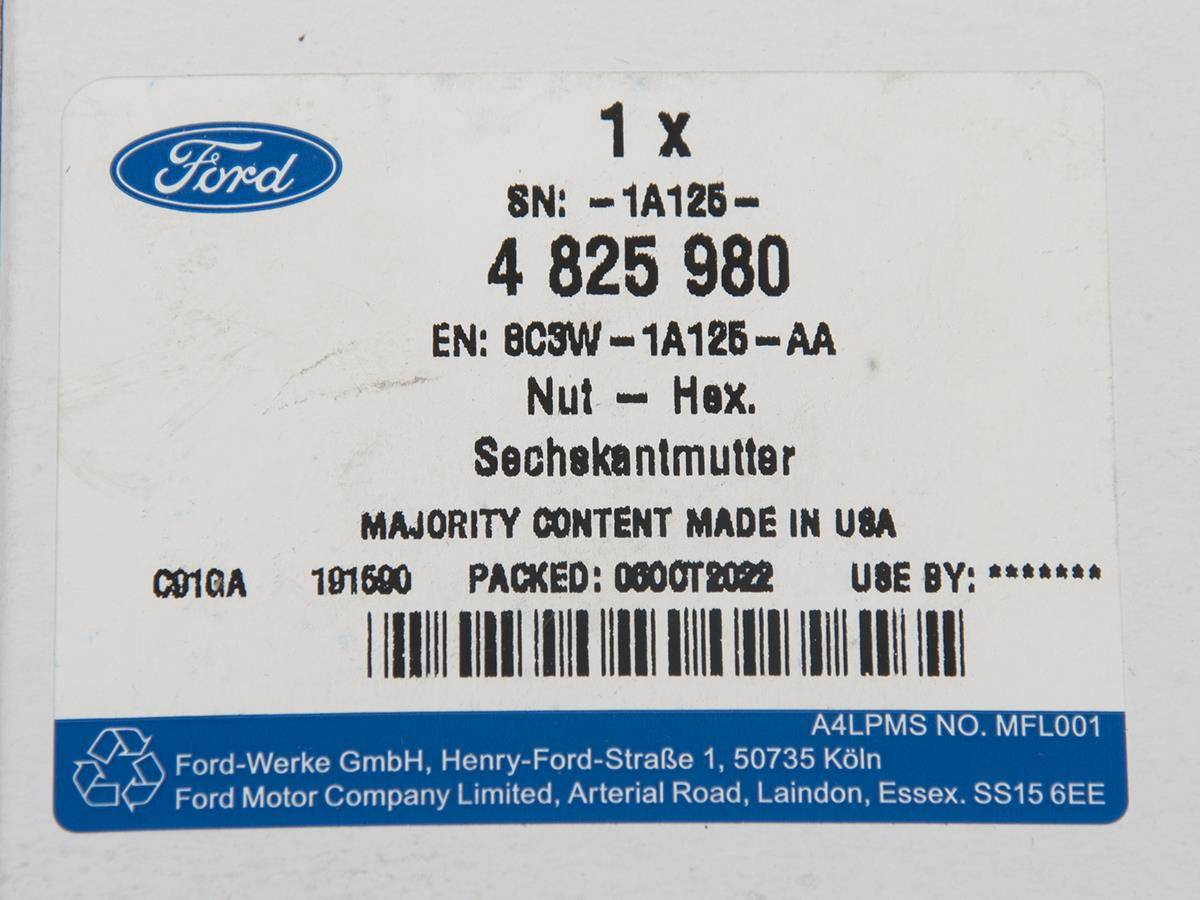 Ford
1 x
SN: -1A125-
4 825 980
EN: 8C3W-1A125-AA
Nut - Hex.
Sechskantmutter
MAJORITY CONTENT MADE IN USA
C01GA 191590 PACKED: 06OCT2022 USE BY: *******
A4LPMS NO. MFL001
Ford-Werke GmbH, Henry-Ford-Straße 1, 50735 Köln
Ford Motor Company Limited, Arterial Road, Laindon, Essex. SS15 6EE